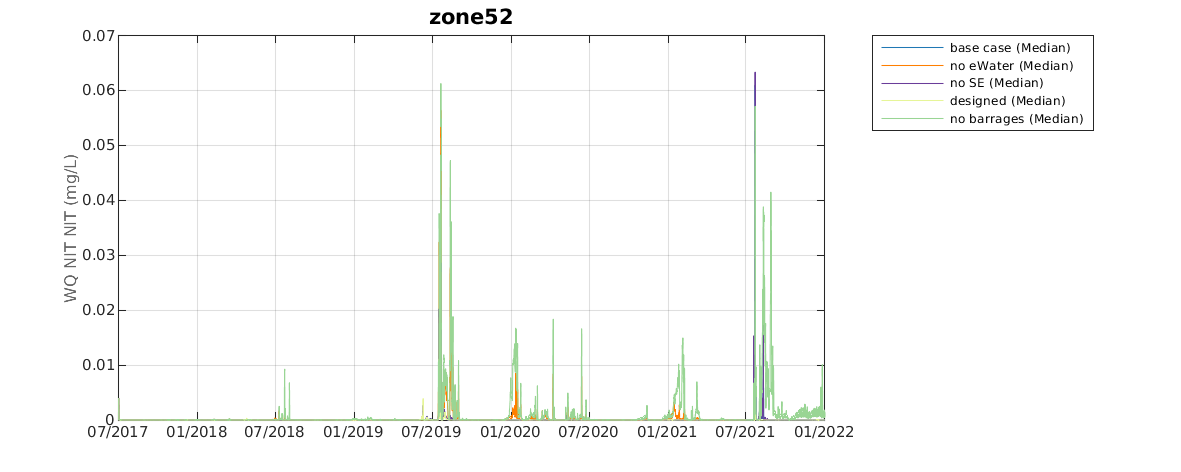 zone52
0.07
0.06
0.05
0.04
0.03
0.02
0.01
0
WQ NIT NIT (mg/L)
07/2017 01/2018 07/2018 01/2019 07/2019 01/2020 07/2020 01/2021 07/2021 01/2022
base case (Median)
no eWater (Median)
no SE (Median)
designed (Median)
no barrages (Median)